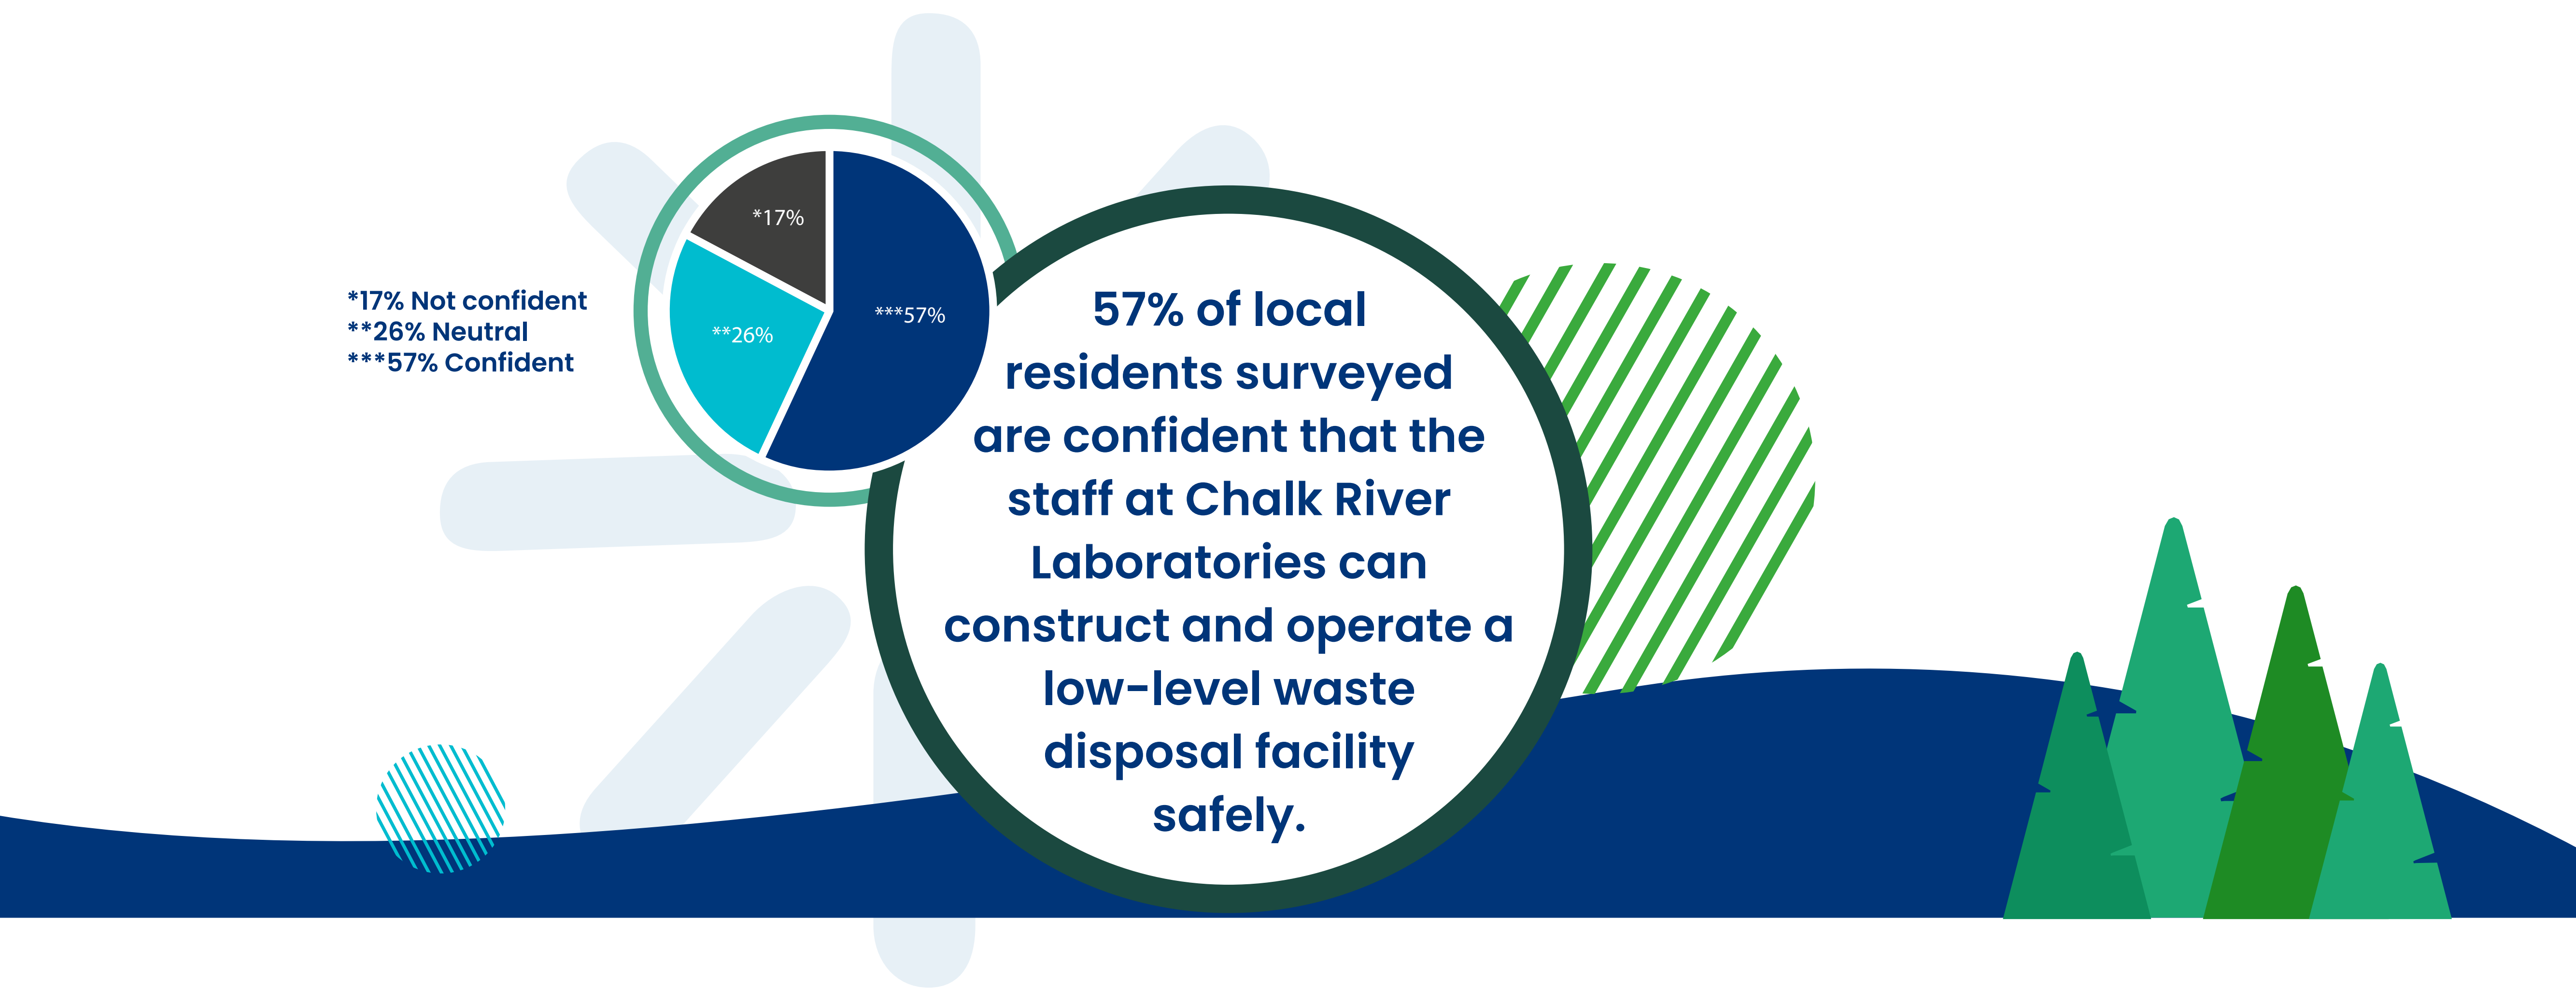 *17%
**26%
***57%
*17% Not confident
**26% Neutral
***57% Confident
57% of local
residents surveyed
are confident that the
staff at Chalk River
Laboratories can
construct and operate a
low-level waste
disposal facility
safely.